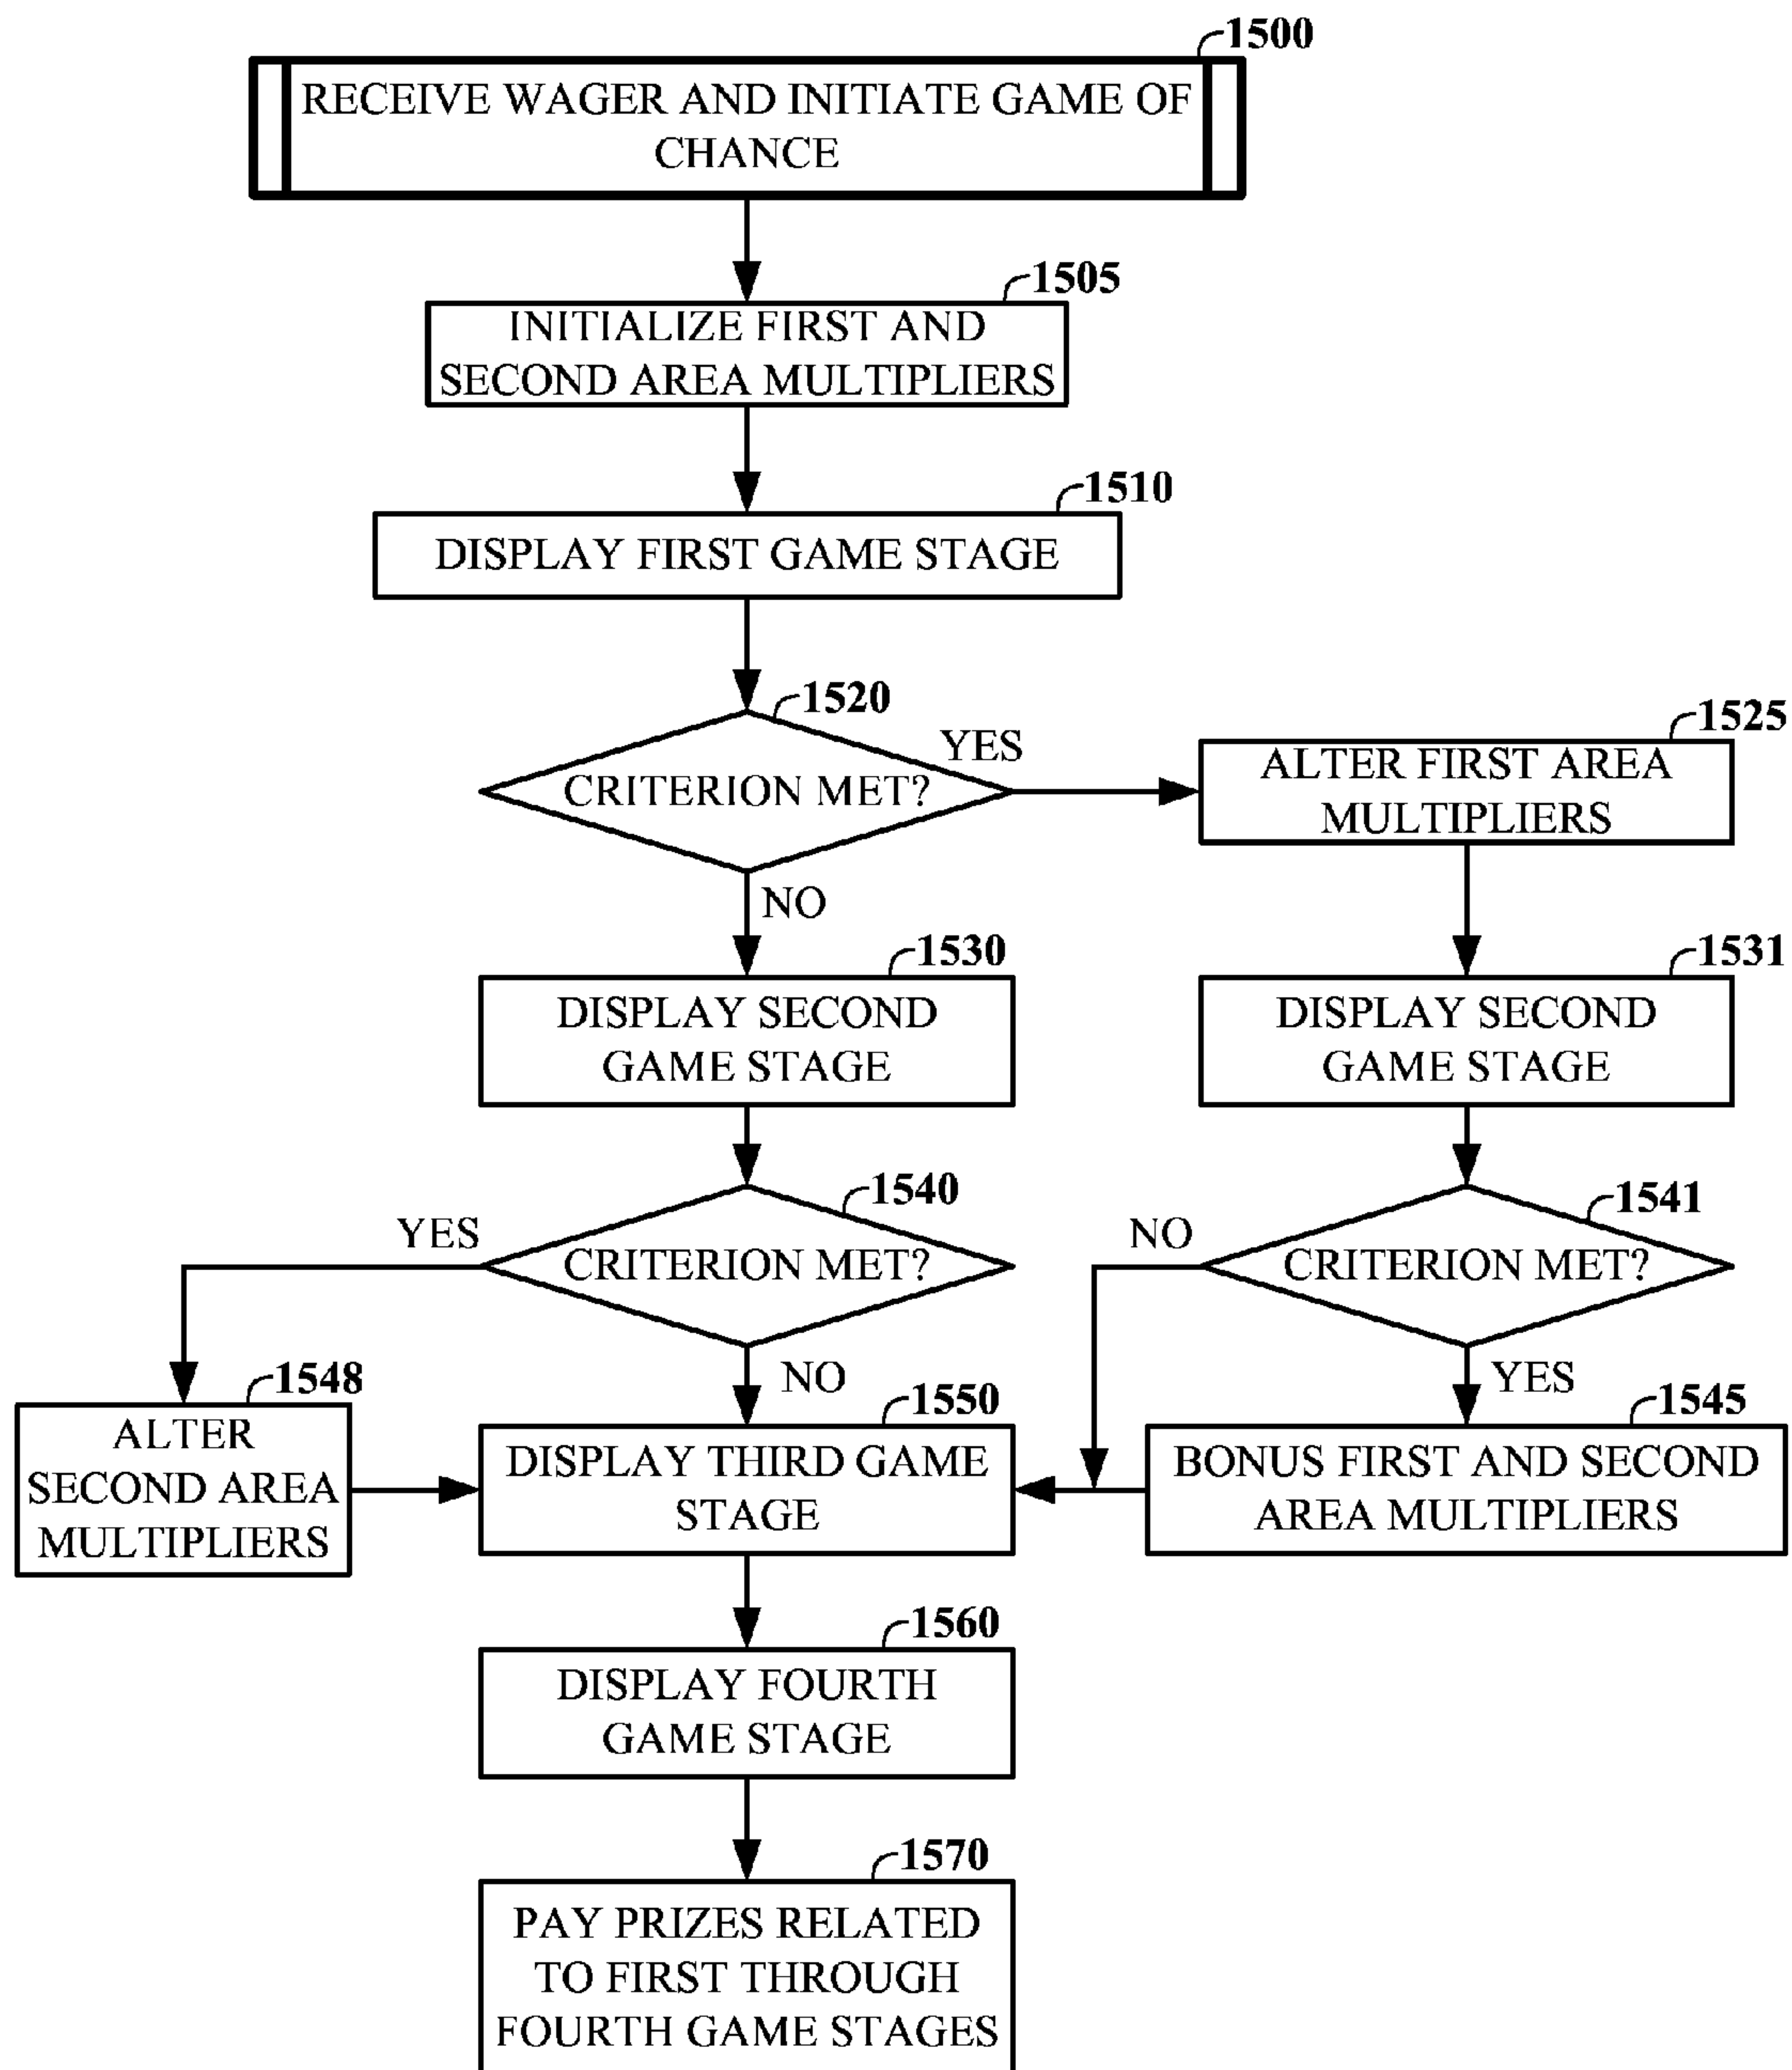 1500
RECEIVE WAGER AND INITIATE GAME OF
CHANCE
1505
INITIALIZE FIRST AND
SECOND AREA MULTIPLIERS
1510
DISPLAY FIRST GAME STAGE
1520
CRITERION MET?
YES
NO
1525
ALTER FIRST AREA
MULTIPLIERS
1530
DISPLAY SECOND
GAME STAGE
1531
DISPLAY SECOND
GAME STAGE
1540
CRITERION MET?
YES
NO
1541
CRITERION MET?
NO
YES
1548
ALTER
SECOND AREA
MULTIPLIERS
1550
DISPLAY THIRD GAME
STAGE
1545
BONUS FIRST AND SECOND
AREA MULTIPLIERS
1560
DISPLAY FOURTH
GAME STAGE
1570
PAY PRIZES RELATED
TO FIRST THROUGH
FOURTH GAME STAGES